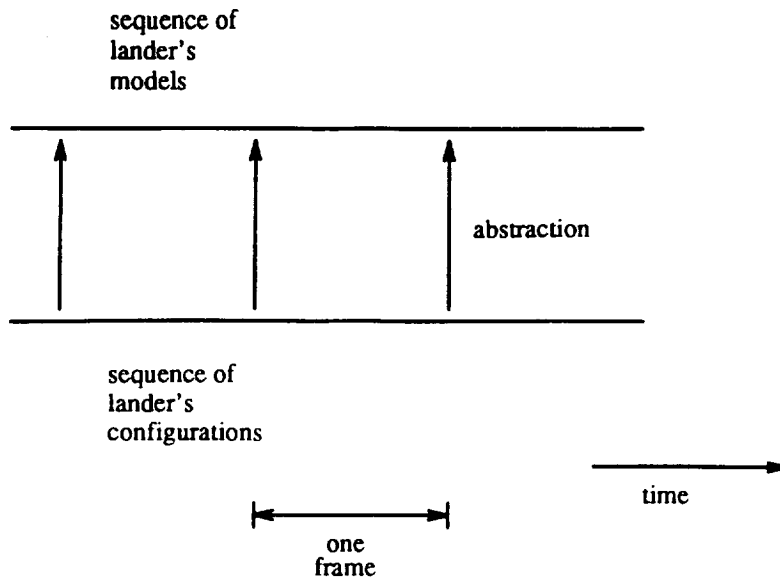 sequence of
lander's
models
abstraction
sequence of
lander's
configurations
time
one
frame